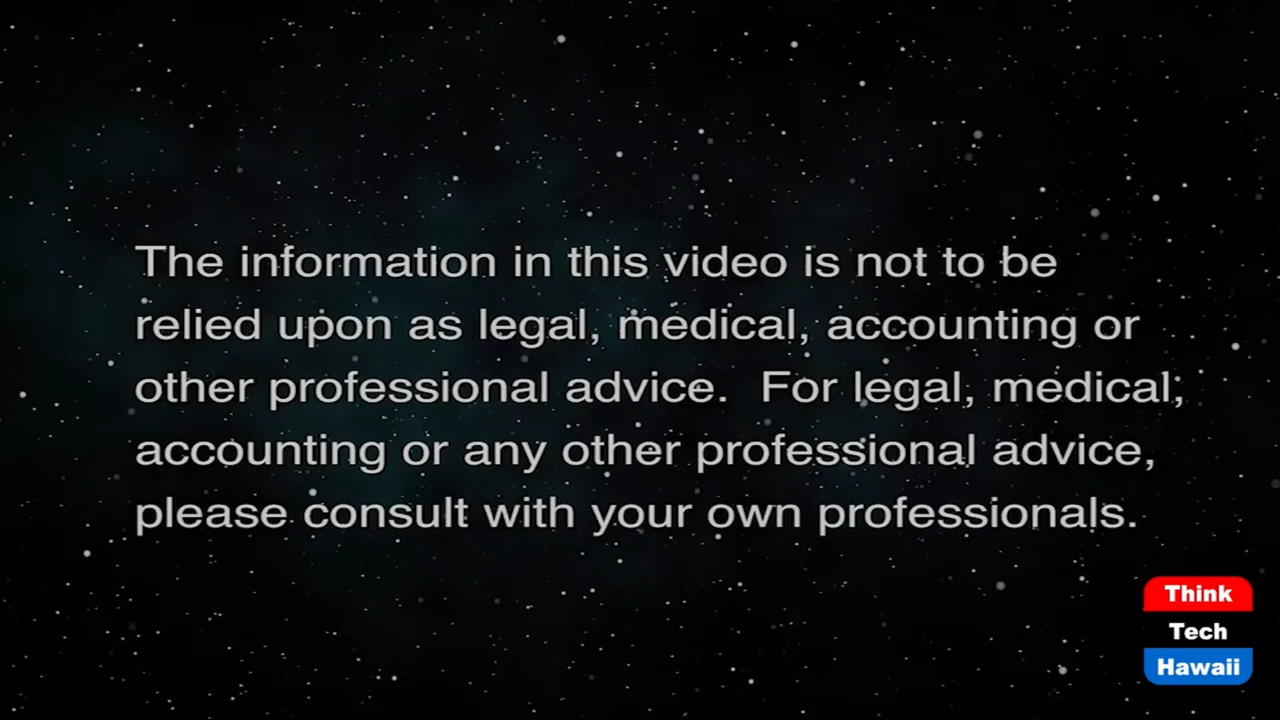 The information in this video is not to be
relied upon as legal, medical, accounting or
other professional advice.  For legal, medical,
accounting or any other professional advice,
please consult with your own professionals.
Think
Tech
Hawaii